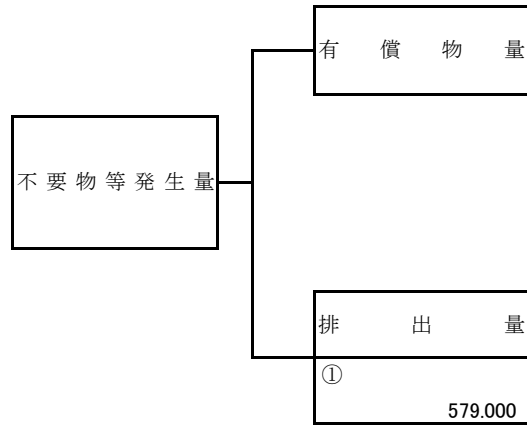 有償物量
不要物等発生量
排出量
①
579.000